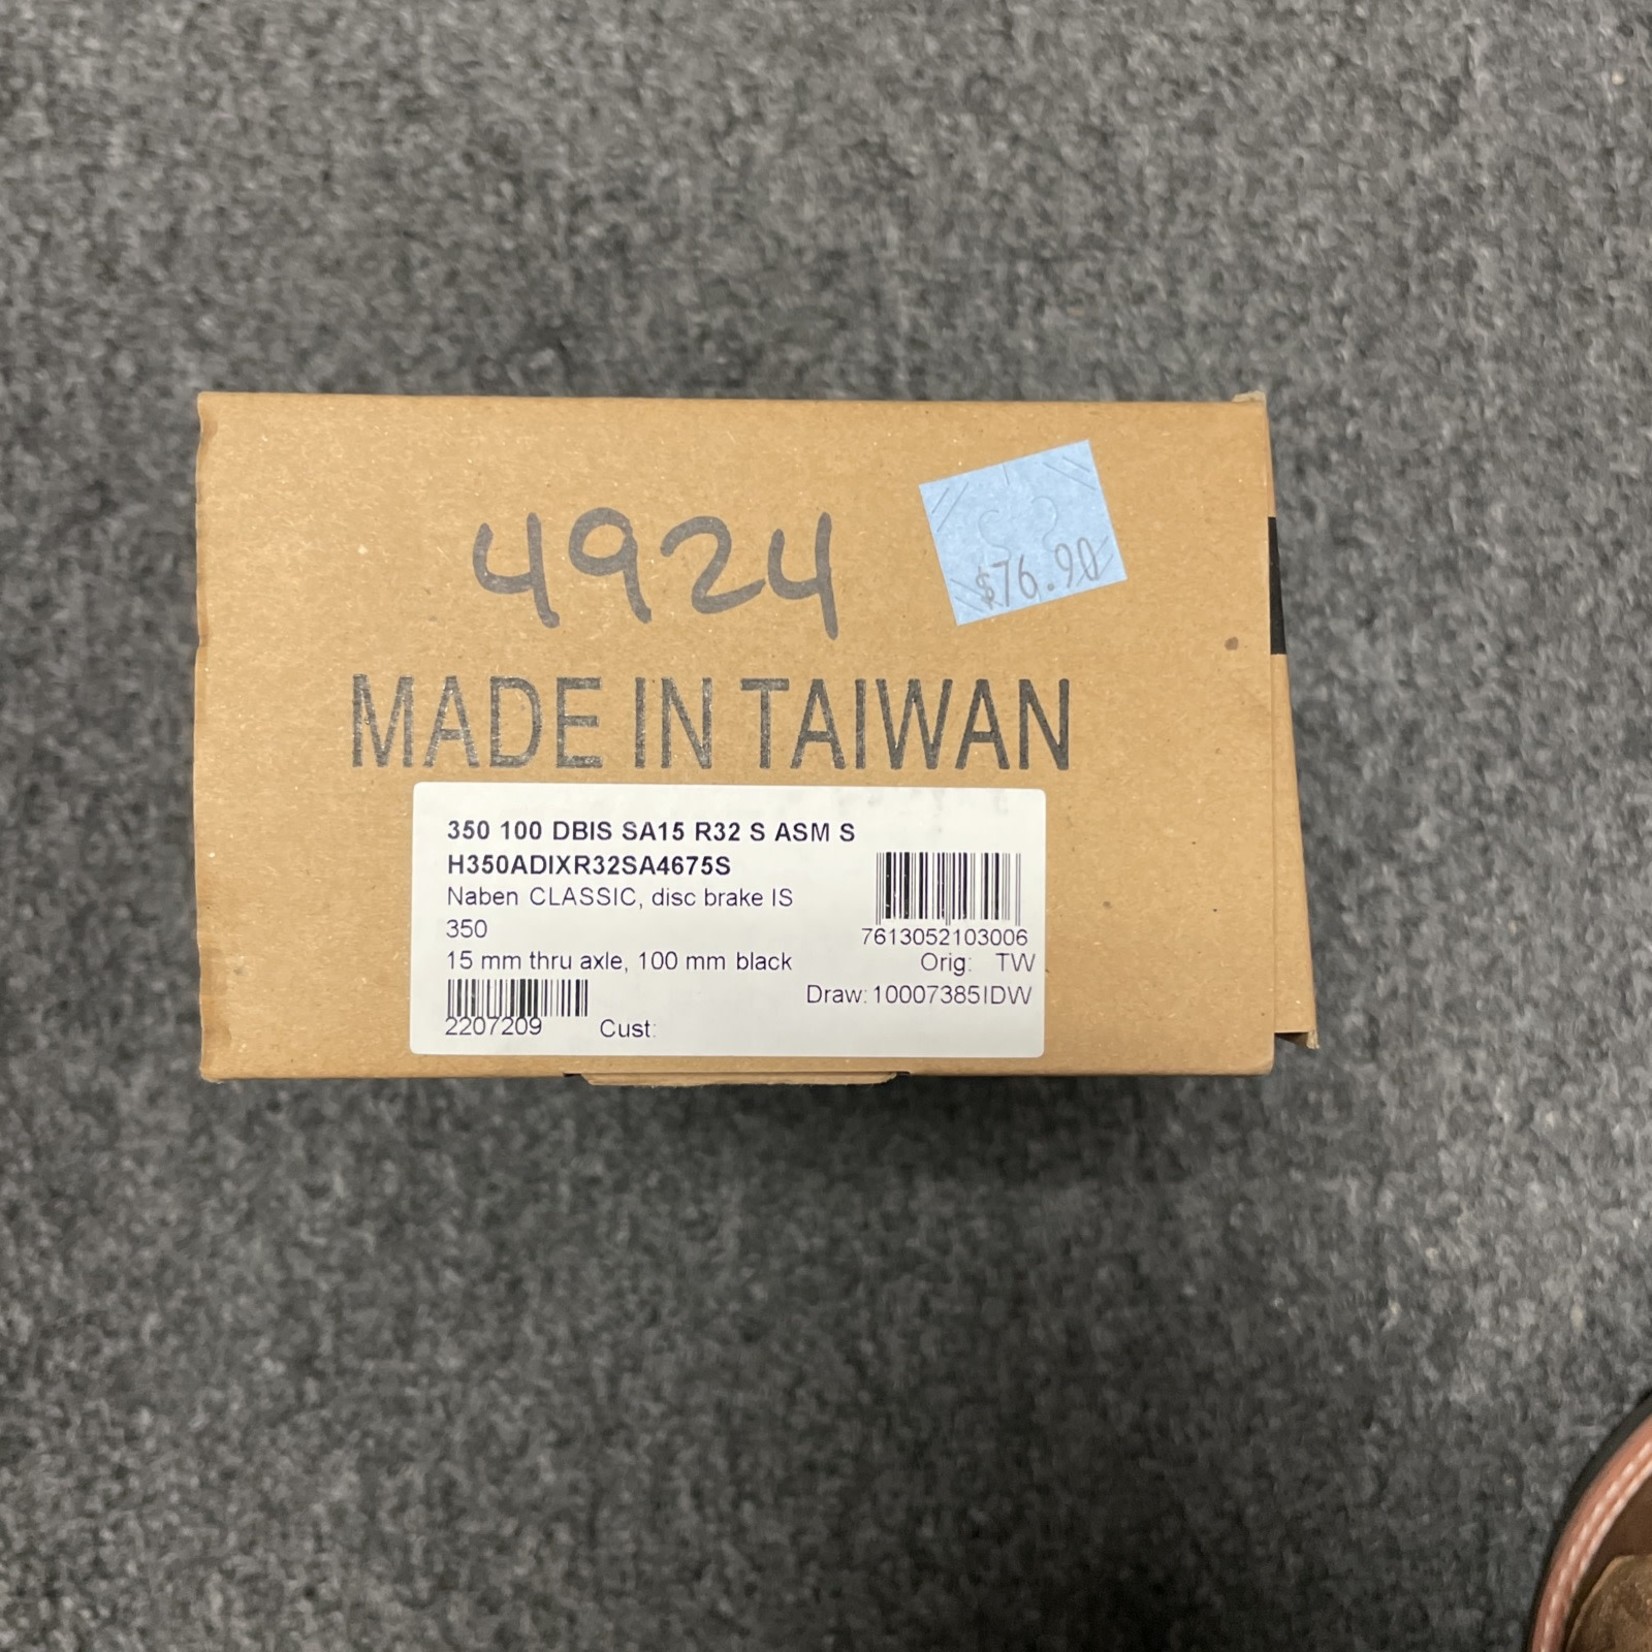 4924
$76.90
MADE IN TAIWAN
350 100 DBIS SA15 R32 S ASM S
H350ADIXR32SA4675S
Naben CLASSIC, disc brake IS
350
7613052103006
15 mm thru axle, 100 mm black
Orig: TW
Draw: 10007385IDW
2207209
Cust: